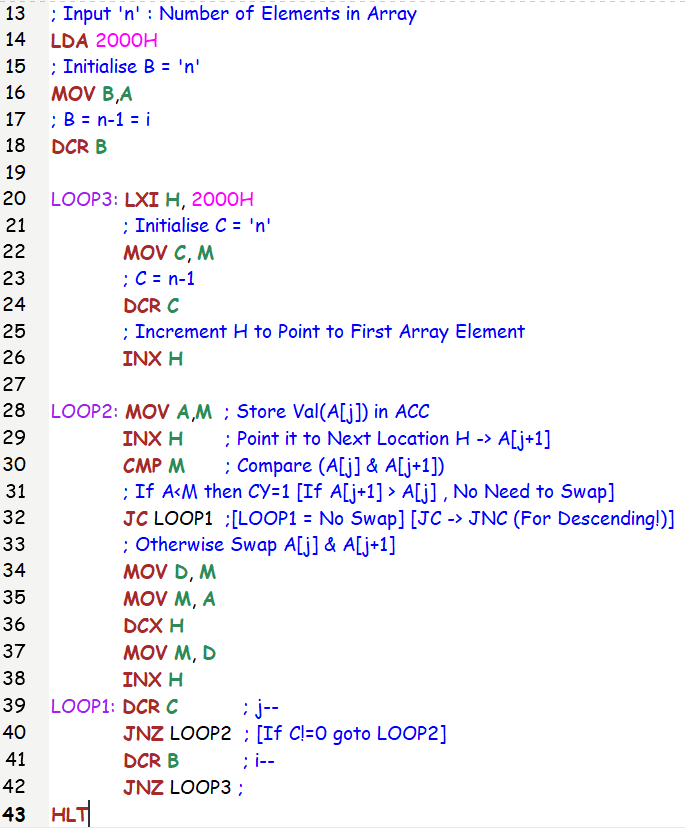 13 ; Input 'n' : Number of Elements in Array
14 LDA 2000H
15 ; Initialise B = 'n'
16 MOV B,A
17 ; B = n-1 = i
18 DCR B
19
20 LOOP3: LXI H, 2000H
21 ; Initialise C = 'n'
22 MOV C, M
23 ; C = n-1
24 DCR C
25 ; Increment H to Point to First Array Element
26 INX H
27
28 LOOP2: MOV A,M ; Store Val(A[j]) in ACC
29 INX H ; Point it to Next Location H -> A[j+1]
30 CMP M ; Compare (A[j] & A[j+1])
31 ; If A<M then CY=1 [If A[j+1] > A[j] , No Need to Swap]
32 JC LOOP1 ;[LOOP1 = No Swap] [JC -> JNC (For Descending!)]
33 ; Otherwise Swap A[j] & A[j+1]
34 MOV D, M
35 MOV M, A
36 DCX H
37 MOV M, D
38 INX H
39 LOOP1: DCR C ; j--
40 JNZ LOOP2 ; [If C!=0 goto LOOP2]
41 DCR B ; i--
42 JNZ LOOP3 ;
43 HLT